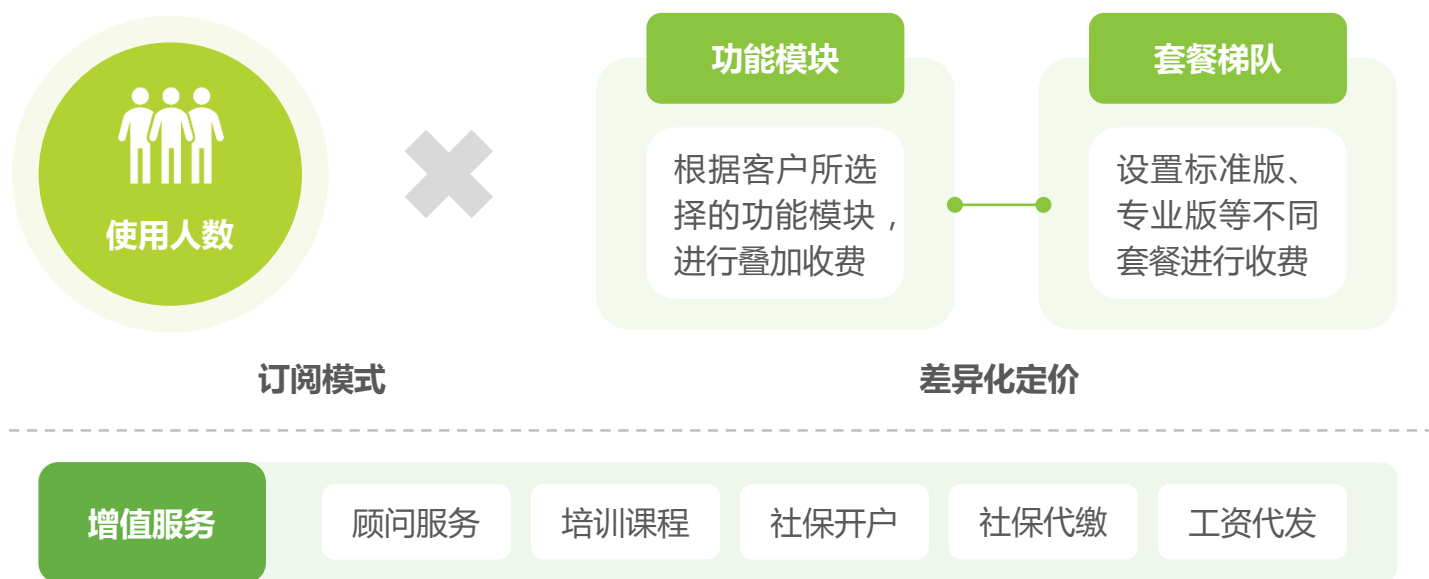 使用人数
功能模块
根据客户所选
择的功能模块，
进行叠加收费
套餐梯队
设置标准版、
专业版等不同
套餐进行收费
订阅模式
差异化定价
增值服务
顾问服务
培训课程
社保开户
社保代缴
工资代发